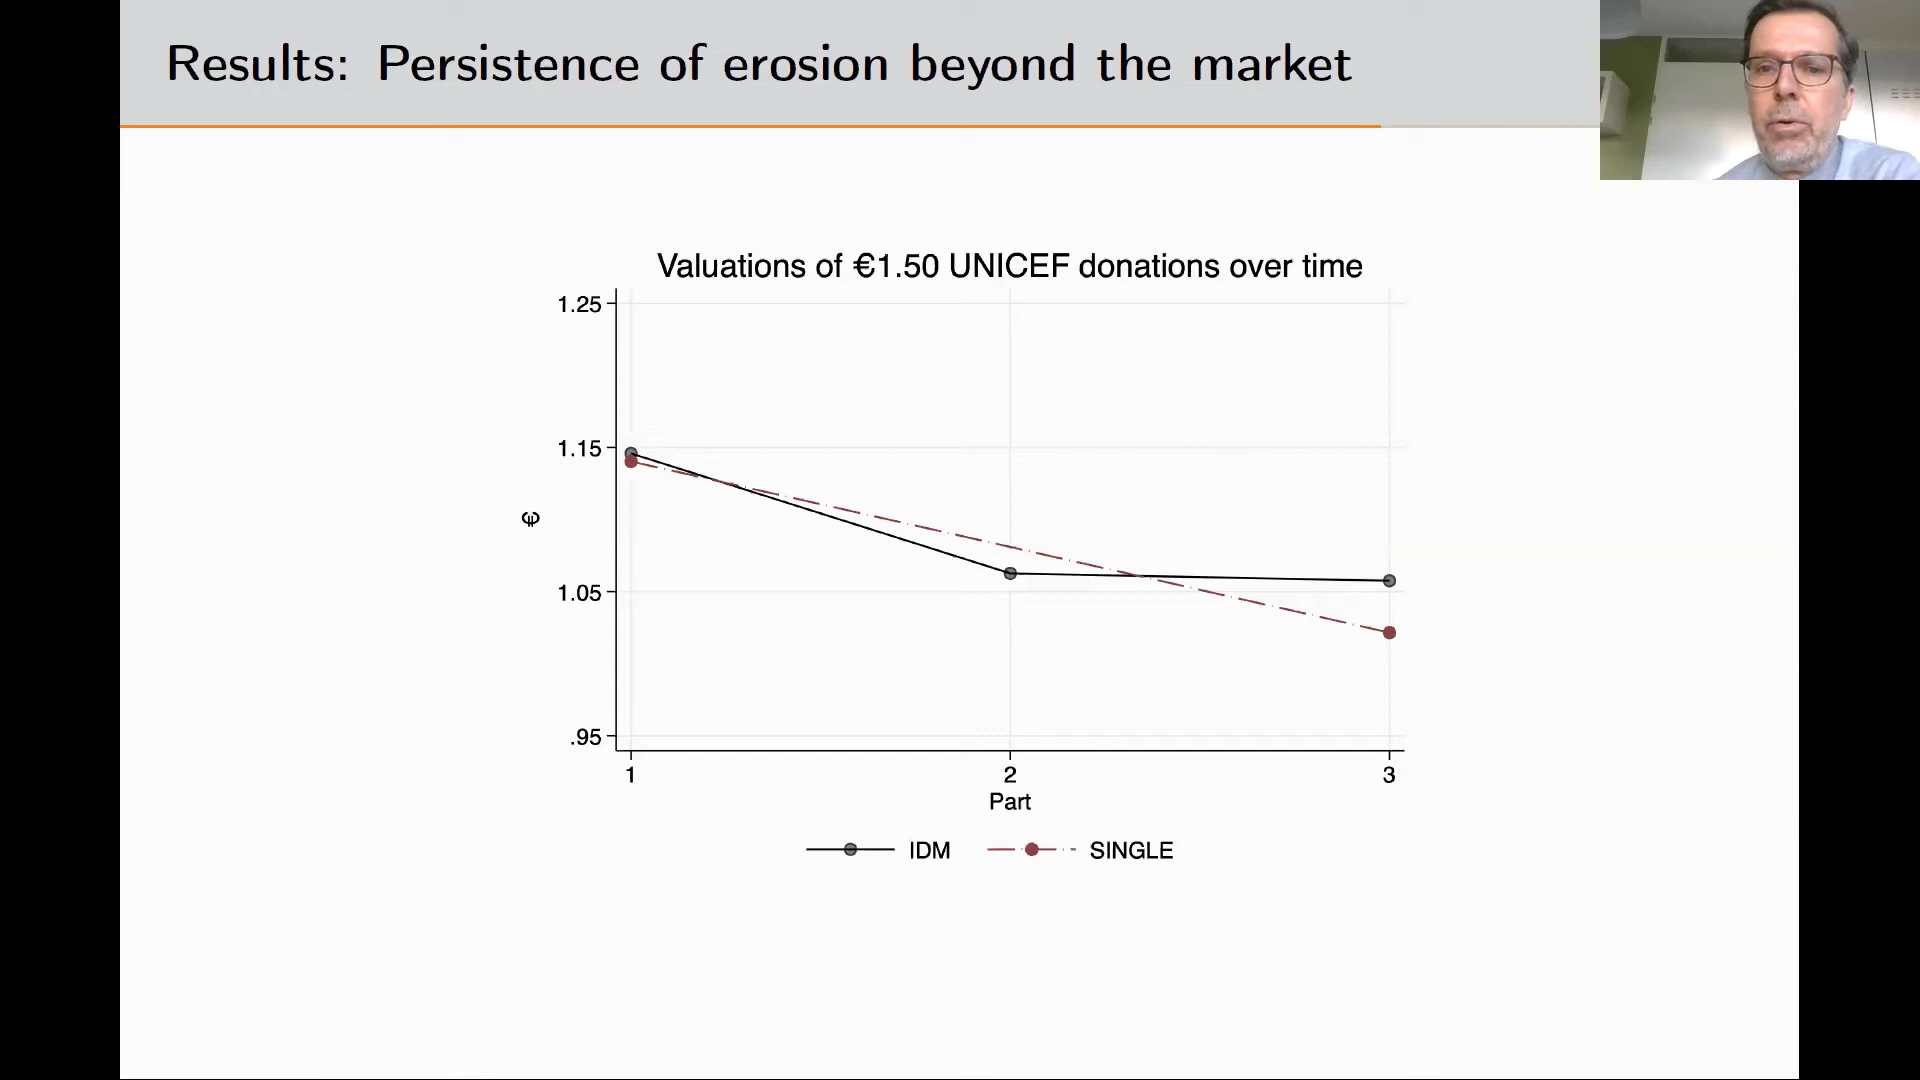 Results: Persistence of erosion beyond the market
Valuations of €1.50 UNICEF donations over time
1.25
1.15
1.05
.95
€
1
2
3
Part
IDM
SINGLE